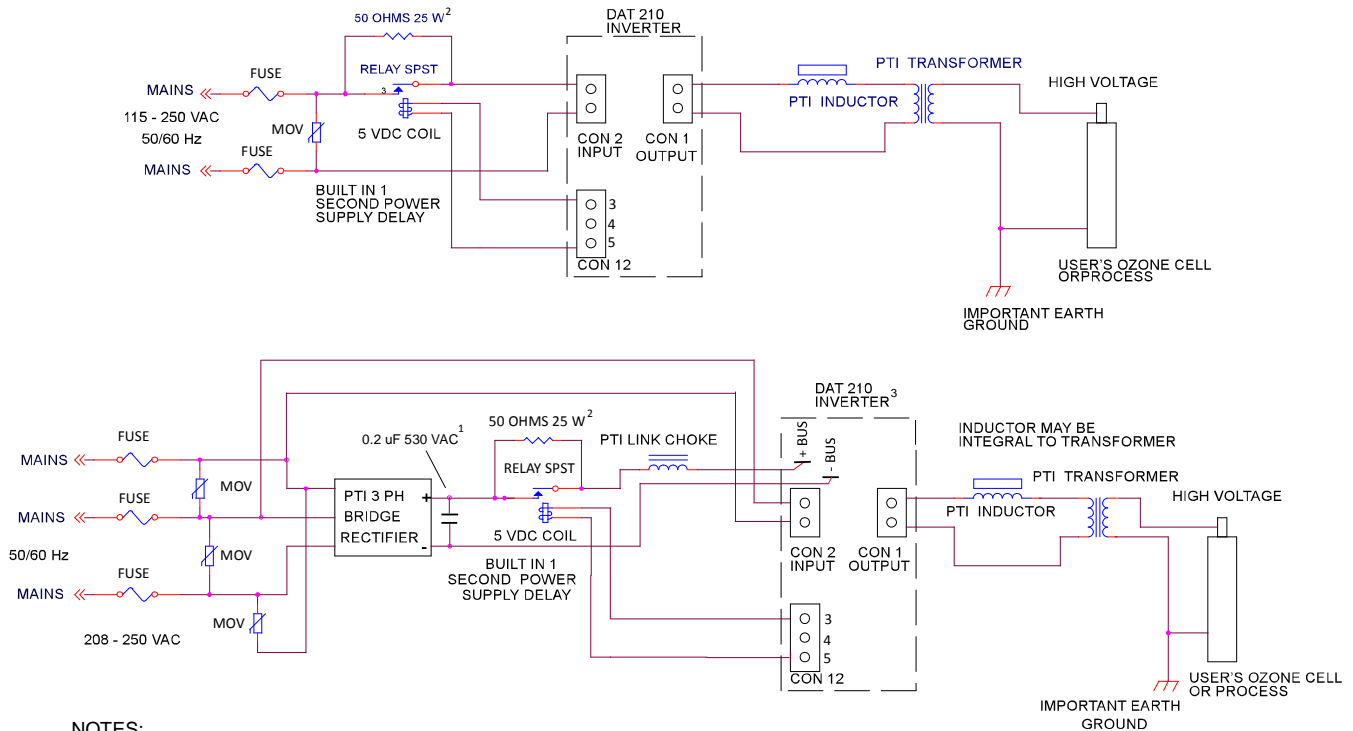 50 OHMS 25 W2
DAT 210
INVERTER
FUSE
RELAY SPST
PTI TRANSFORMER
HIGH VOLTAGE
MAINS
3
115 - 250 VAC
50/60 Hz
MOV
5 VDC COIL
PTI INDUCTOR
CON 2
INPUT
CON 1
OUTPUT
FUSE
MAINS
BUILT IN 1
SECOND POWER
SUPPLY DELAY
3
4
5
CON 12
USER'S OZONE CELL
ORPROCESS
IMPORTANT EARTH
GROUND
DAT 210
INVERTER3
50 OHMS 25 W2
0.2 uF 530 VAC1
PTI LINK CHOKE
+ BUS
- BUS
INDUCTOR MAY BE
INTEGRAL TO TRANSFORMER
FUSE
MAINS
RELAY SPST
PTI TRANSFORMER
MOV
PTI 3 PH
BRIDGE
RECTIFIER
+
-
HIGH VOLTAGE
FUSE
MAINS
PTI INDUCTOR
5 VDC COIL
50/60 Hz
MOV
CON 2
INPUT
CON 1
OUTPUT
BUILT IN 1
SECOND POWER
SUPPLY DELAY
FUSE
MAINS
MOV
208 - 250 VAC
3
4
5
CON 12
USER'S OZONE CELL
OR PROCESS
IMPORTANT EARTH
GROUND
NOTES: